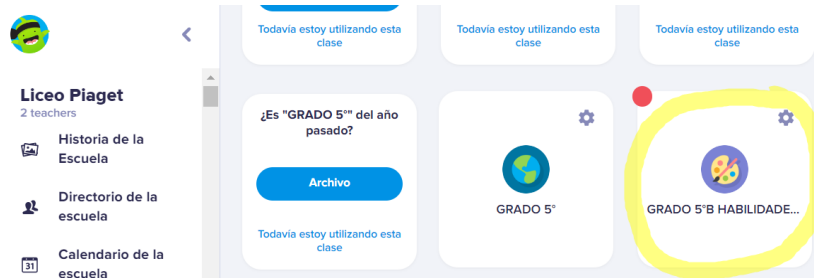 Liceo Piaget
2 teachers
Historia de la
Escuela
Directorio de la
escuela
31
Calendario de la
escuela
Todavía estoy utilizando esta
clase
Todavía estoy utilizando esta
clase
Todavía estoy utilizando esta
clase
¿Es "GRADO 5°" del año
pasado?
Archivo
Todavía estoy utilizando esta
clase
GRADO 5°
GRADO 5°B HABILIDADE...